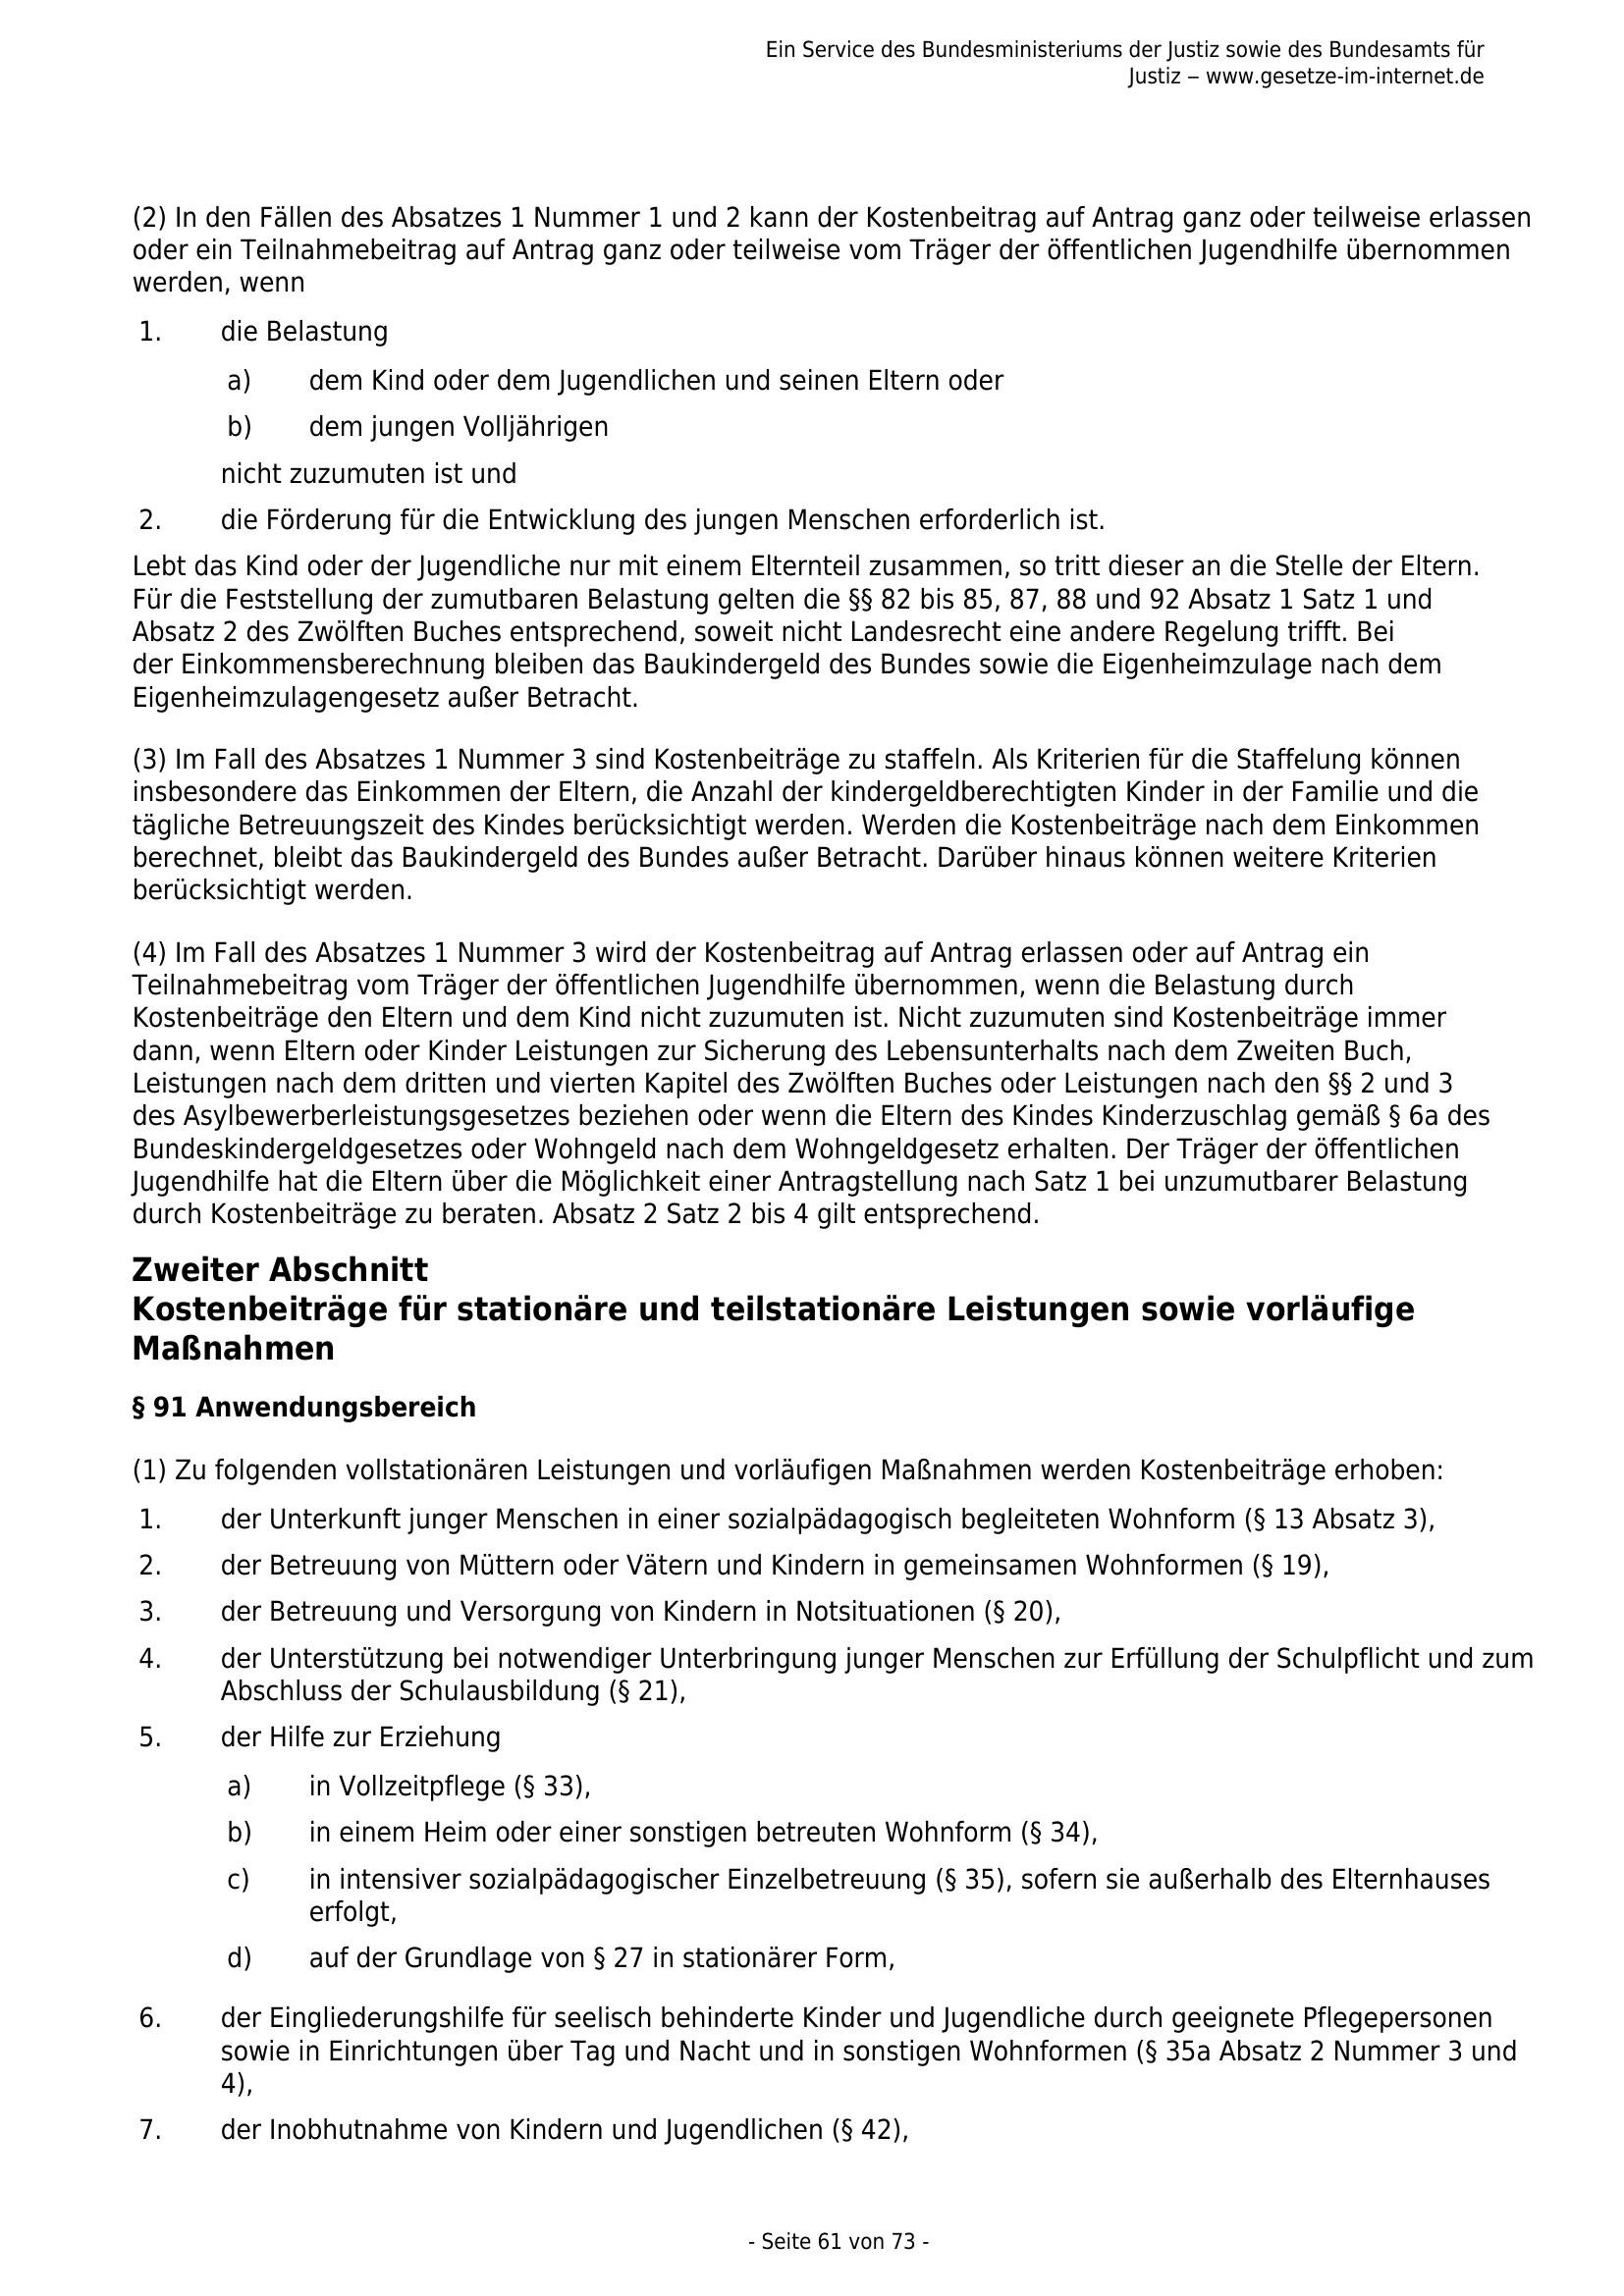 Ein Service des Bundesministeriums der Justiz sowie des Bundesamts für
Justiz – www.gesetze-im-internet.de
(2) In den Fällen des Absatzes 1 Nummer 1 und 2 kann der Kostenbeitrag auf Antrag ganz oder teilweise erlassen
oder ein Teilnahmebeitrag auf Antrag ganz oder teilweise vom Träger der öffentlichen Jugendhilfe übernommen
werden, wenn
1. die Belastung
a) dem Kind oder dem Jugendlichen und seinen Eltern oder
b) dem jungen Volljährigen
nicht zuzumuten ist und
2. die Förderung für die Entwicklung des jungen Menschen erforderlich ist.
Lebt das Kind oder der Jugendliche nur mit einem Elternteil zusammen, so tritt dieser an die Stelle der Eltern.
Für die Feststellung der zumutbaren Belastung gelten die §§ 82 bis 85, 87, 88 und 92 Absatz 1 Satz 1 und
Absatz 2 des Zwölften Buches entsprechend, soweit nicht Landesrecht eine andere Regelung trifft. Bei
der Einkommensberechnung bleiben das Baukindergeld des Bundes sowie die Eigenheimzulage nach dem
Eigenheimzulagengesetz außer Betracht.
(3) Im Fall des Absatzes 1 Nummer 3 sind Kostenbeiträge zu staffeln. Als Kriterien für die Staffelung können
insbesondere das Einkommen der Eltern, die Anzahl der kindergeldberechtigten Kinder in der Familie und die
tägliche Betreuungszeit des Kindes berücksichtigt werden. Werden die Kostenbeiträge nach dem Einkommen
berechnet, bleibt das Baukindergeld des Bundes außer Betracht. Darüber hinaus können weitere Kriterien
berücksichtigt werden.
(4) Im Fall des Absatzes 1 Nummer 3 wird der Kostenbeitrag auf Antrag erlassen oder auf Antrag ein
Teilnahmebeitrag vom Träger der öffentlichen Jugendhilfe übernommen, wenn die Belastung durch
Kostenbeiträge den Eltern und dem Kind nicht zuzumuten ist. Nicht zuzumuten sind Kostenbeiträge immer
dann, wenn Eltern oder Kinder Leistungen zur Sicherung des Lebensunterhalts nach dem Zweiten Buch,
Leistungen nach dem dritten und vierten Kapitel des Zwölften Buches oder Leistungen nach den §§ 2 und 3
des Asylbewerberleistungsgesetzes beziehen oder wenn die Eltern des Kindes Kinderzuschlag gemäß § 6a des
Bundeskindergeldgesetzes oder Wohngeld nach dem Wohngeldgesetz erhalten. Der Träger der öffentlichen
Jugendhilfe hat die Eltern über die Möglichkeit einer Antragstellung nach Satz 1 bei unzumutbarer Belastung
durch Kostenbeiträge zu beraten. Absatz 2 Satz 2 bis 4 gilt entsprechend.
Zweiter Abschnitt
Kostenbeiträge für stationäre und teilstationäre Leistungen sowie vorläufige
Maßnahmen
§ 91 Anwendungsbereich
(1) Zu folgenden vollstationären Leistungen und vorläufigen Maßnahmen werden Kostenbeiträge erhoben:
1. der Unterkunft junger Menschen in einer sozialpädagogisch begleiteten Wohnform (§ 13 Absatz 3),
2. der Betreuung von Müttern oder Vätern und Kindern in gemeinsamen Wohnformen (§ 19),
3. der Betreuung und Versorgung von Kindern in Notsituationen (§ 20),
4. der Unterstützung bei notwendiger Unterbringung junger Menschen zur Erfüllung der Schulpflicht und zum
Abschluss der Schulausbildung (§ 21),
5. der Hilfe zur Erziehung
a) in Vollzeitpflege (§ 33),
b) in einem Heim oder einer sonstigen betreuten Wohnform (§ 34),
c) in intensiver sozialpädagogischer Einzelbetreuung (§ 35), sofern sie außerhalb des Elternhauses
erfolgt,
d) auf der Grundlage von § 27 in stationärer Form,
6. der Eingliederungshilfe für seelisch behinderte Kinder und Jugendliche durch geeignete Pflegepersonen
sowie in Einrichtungen über Tag und Nacht und in sonstigen Wohnformen (§ 35a Absatz 2 Nummer 3 und
4),
7. der Inobhutnahme von Kindern und Jugendlichen (§ 42),
- Seite 61 von 73 -